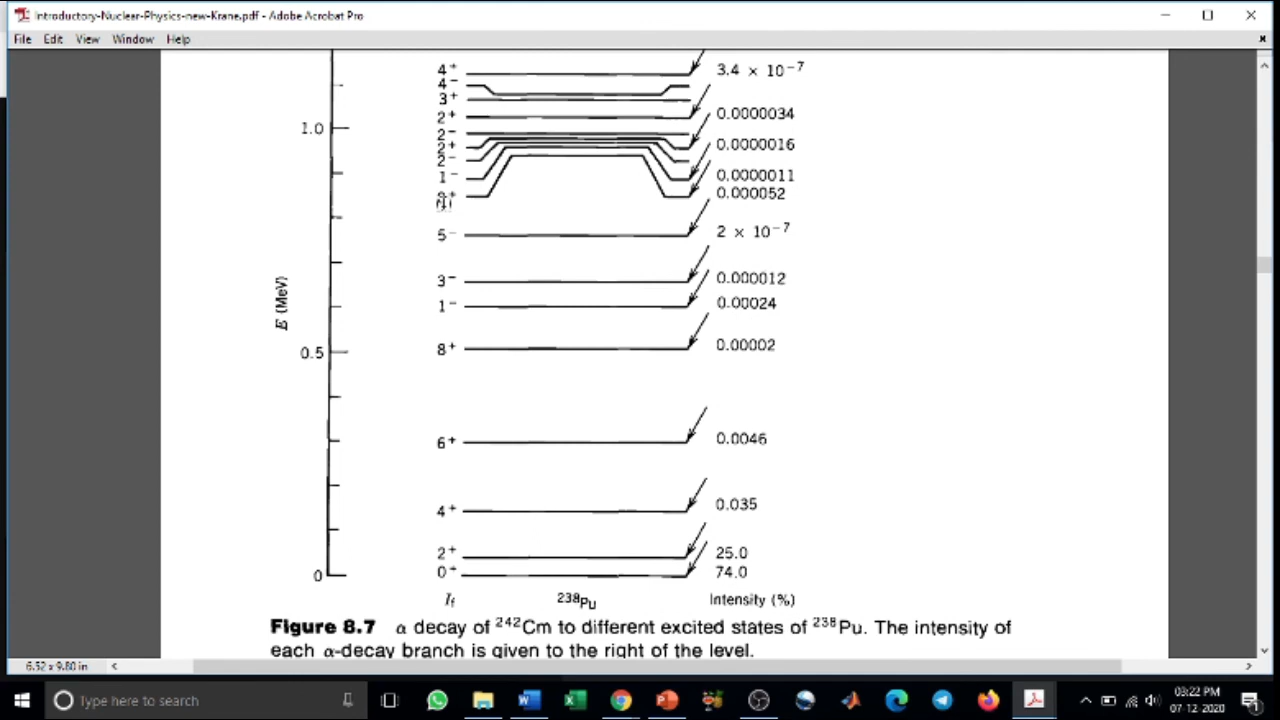 Introductory-Nuclear-Physics-new-Krane.pdf - Adobe Acrobat Pro
File Edit View Window Help
4⁺ 3.4 × 10⁻⁷
4⁻
3⁺
2⁺ 0.0000034
1.0
2⁻
2⁺ 0.0000016
2⁻
1⁻ 0.0000011
0.000052
5⁻ 2 × 10⁻⁷
3⁻ 0.000012
1⁻ 0.00024
E (MeV)
0.5 8⁺ 0.00002
6⁺ 0.0046
4⁺ 0.035
2⁺ 25.0
0 0⁺ 74.0
I_f ²³⁸Pu Intensity (%)
Figure 8.7 α decay of ²⁴²Cm to different excited states of ²³⁸Pu. The intensity of
each α-decay branch is given to the right of the level.
6.52 x 9.80 in
Type here to search
03:22 PM
07-12-2020